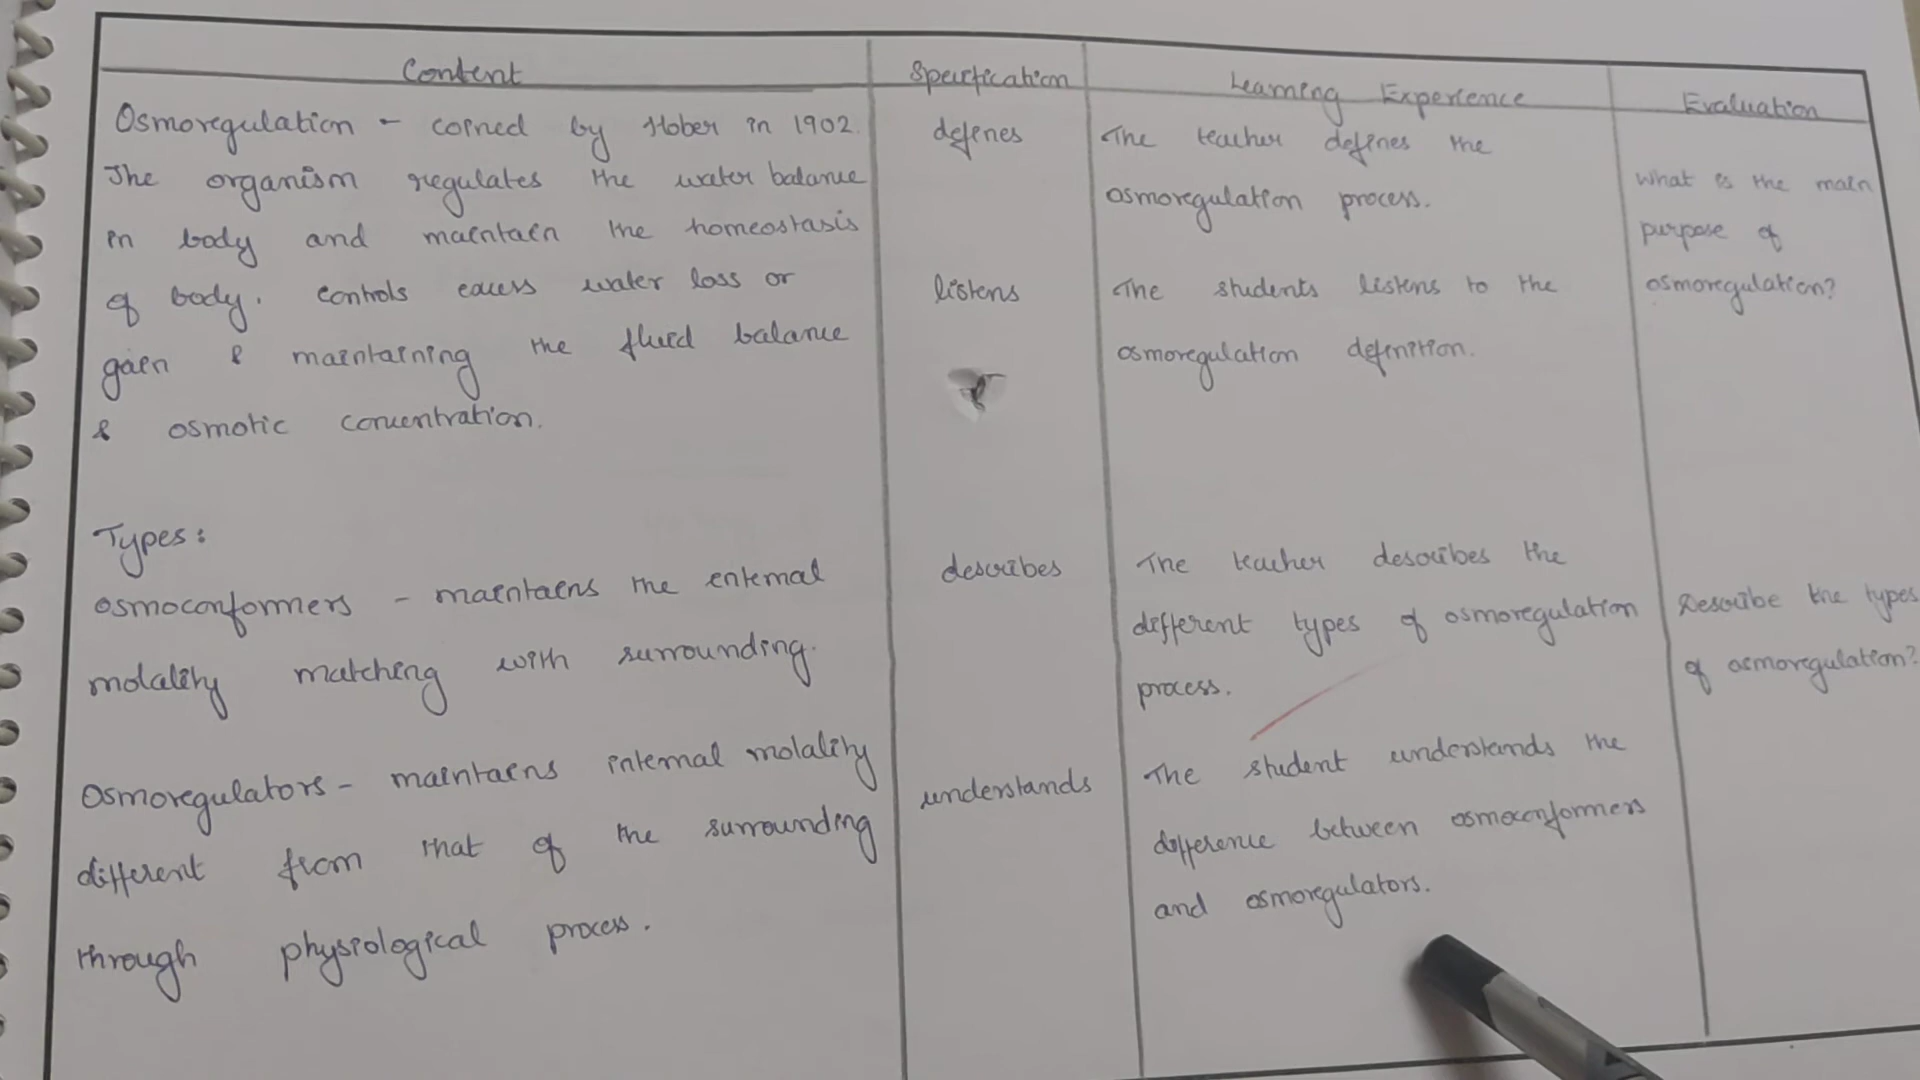 Content
Osmoregulation - coined by Hober in 1902.
The organism regulates the water balance
in body and maintain the homeostasis
of body. controls excess water loss or
gain & maintaining the fluid balance
& osmotic concentration.
Types:
osmoconformers - maintains the internal
molality matching with surrounding.
Osmoregulators - maintains internal molality
different from that of the surrounding
through physiological process.
Specification
defines
listens
describes
understands
Learning Experience
The teacher defines the
osmoregulation process.
The students listens to the
osmoregulation definition.
The teacher describes the
different types of osmoregulation
process.
The student understands the
difference between osmoconformers
and osmoregulators.
Evaluation
What is the main
purpose of
osmoregulation?
Describe the types
of osmoregulation?